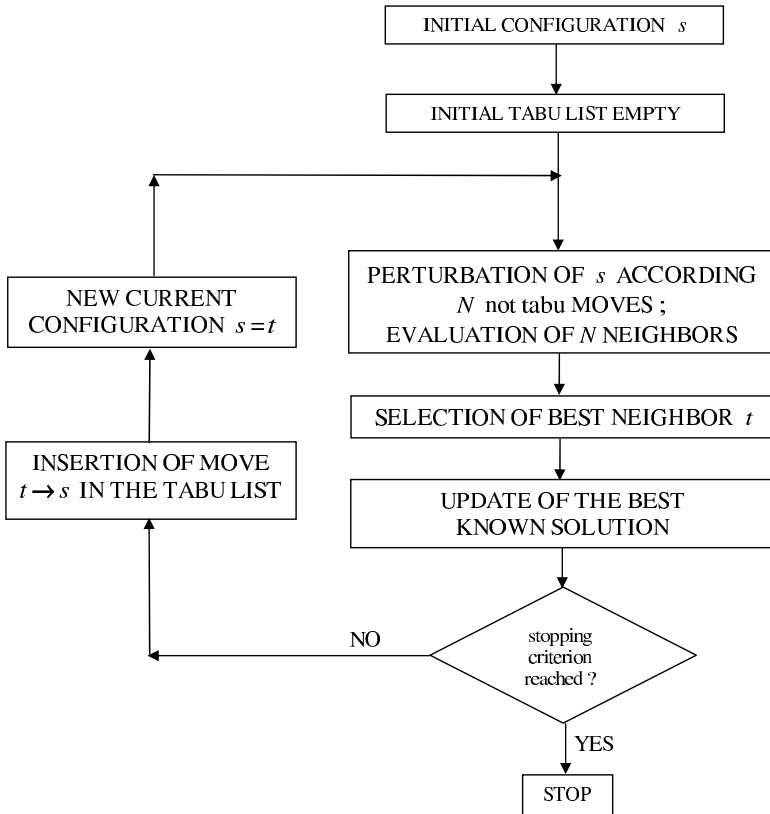 INITIAL CONFIGURATION s
INITIAL TABU LIST EMPTY
PERTURBATION OF s ACCORDING
N not tabu MOVES ;
EVALUATION OF N NEIGHBORS
SELECTION OF BEST NEIGHBOR t
UPDATE OF THE BEST
KNOWN SOLUTION
stopping
criterion
reached ?
NO
INSERTION OF MOVE
t → s IN THE TABU LIST
NEW CURRENT
CONFIGURATION s = t
YES
STOP